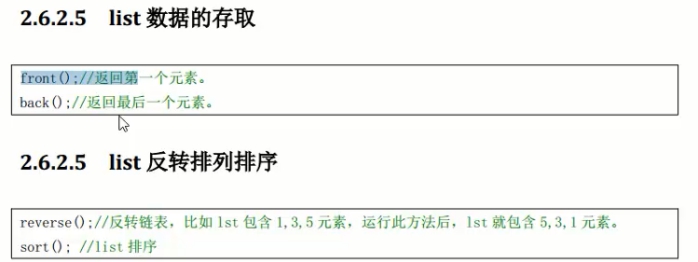 2.6.2.5 list 数据的存取
front();//返回第一个元素。
back();//返回最后一个元素。
2.6.2.5 list 反转排列排序
reverse();//反转链表，比如 lst 包含 1,3,5 元素，运行此方法后，lst 就包含 5,3,1 元素。
sort(); //list 排序